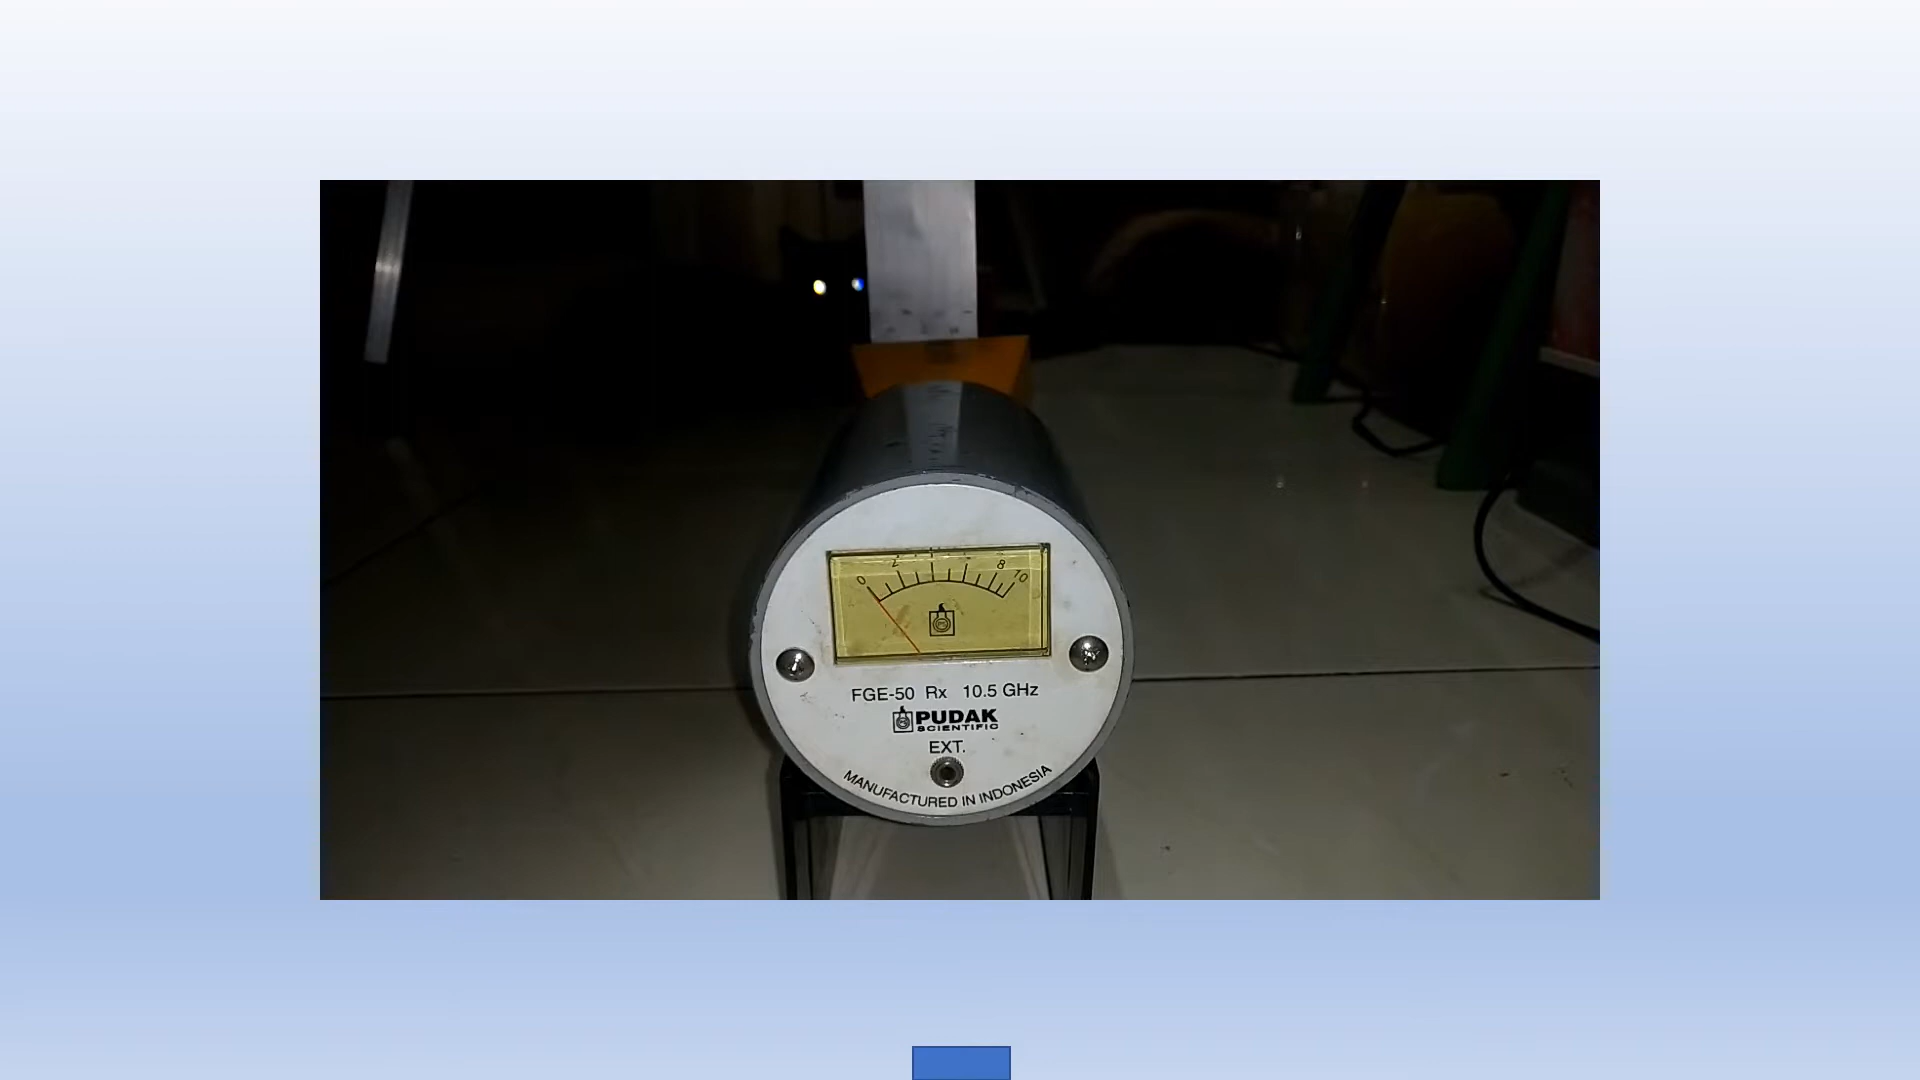 0 2 8 10
FGE-50 Rx 10.5 GHz
PUDAK
SCIENTIFIC
EXT.
MANUFACTURED IN INDONESIA